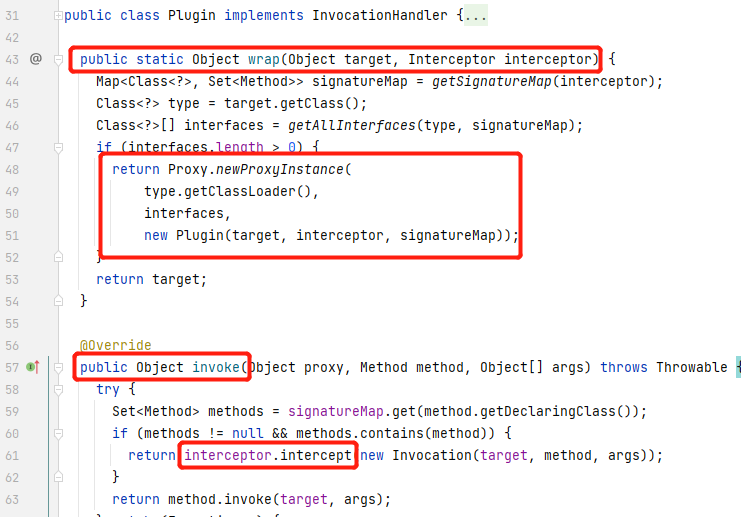 31 public class Plugin implements InvocationHandler {...
42
43 @ public static Object wrap(Object target, Interceptor interceptor) {
44 Map<Class<?>, Set<Method>> signatureMap = getSignatureMap(interceptor);
45 Class<?> type = target.getClass();
46 Class<?>[] interfaces = getAllInterfaces(type, signatureMap);
47 if (interfaces.length > 0) {
48 return Proxy.newProxyInstance(
49 type.getClassLoader(),
50 interfaces,
51 new Plugin(target, interceptor, signatureMap));
52 }
53 return target;
54 }
55
56 @Override
57 public Object invoke(Object proxy, Method method, Object[] args) throws Throwable {
58 try {
59 Set<Method> methods = signatureMap.get(method.getDeclaringClass());
60 if (methods != null && methods.contains(method)) {
61 return interceptor.intercept(new Invocation(target, method, args));
62 }
63 return method.invoke(target, args);